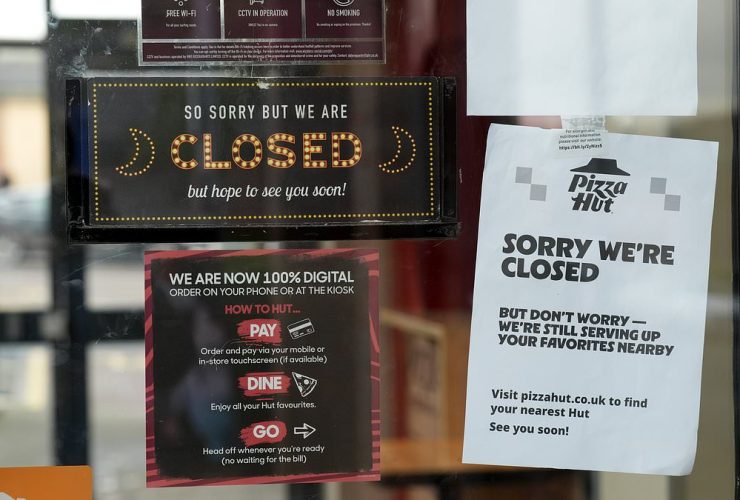 FREE WI-FI
CCTV IN OPERATION
NO SMOKING
SO SORRY BUT WE ARE
CLOSED
but hope to see you soon!
WE ARE NOW 100% DIGITAL
ORDER ON YOUR PHONE OR AT THE KIOSK
HOW TO HUT...
PAY
Order and pay via your mobile or
in-store touchscreen (if available)
DINE
Enjoy all your Hut favourites.
GO
Head off whenever you're ready
(no waiting for the bill)
Pizza
Hut
SORRY WE'RE
CLOSED
BUT DON'T WORRY —
WE'RE STILL SERVING UP
YOUR FAVORITES NEARBY
Visit pizzahut.co.uk to find
your nearest Hut
See you soon!